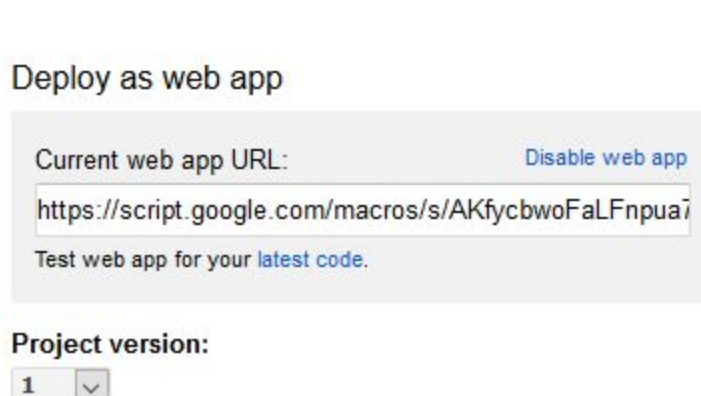 Deploy as web app
Current web app URL: Disable web app
https://script.google.com/macros/s/AKfycbwoFaLFnpua7
Test web app for your latest code.
Project version:
1